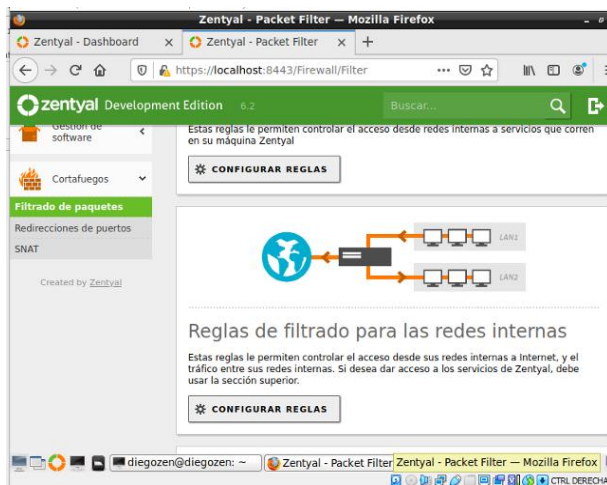 Zentyal - Packet Filter — Mozilla Firefox
Zentyal - Dashboard
Zentyal - Packet Filter
https://localhost:8443/Firewall/Filter
zentyal Development Edition 6.2
Buscar...
Gestión de
software
Cortafuegos
Filtrado de paquetes
Redirecciones de puertos
SNAT
Created by Zentyal
Estas reglas le permiten controlar el acceso desde redes internas a servicios que corren
en su máquina Zentyal
CONFIGURAR REGLAS
LAN1
LAN2
Reglas de filtrado para las redes internas
Estas reglas le permiten controlar el acceso desde sus redes internas a Internet, y el
tráfico entre sus redes internas. Si desea dar acceso a los servicios de Zentyal, debe
usar la sección superior.
CONFIGURAR REGLAS
diegozen@diegozen: ~
Zentyal - Packet Filter
Zentyal - Packet Filter — Mozilla Firefox
CTRL DERECHA